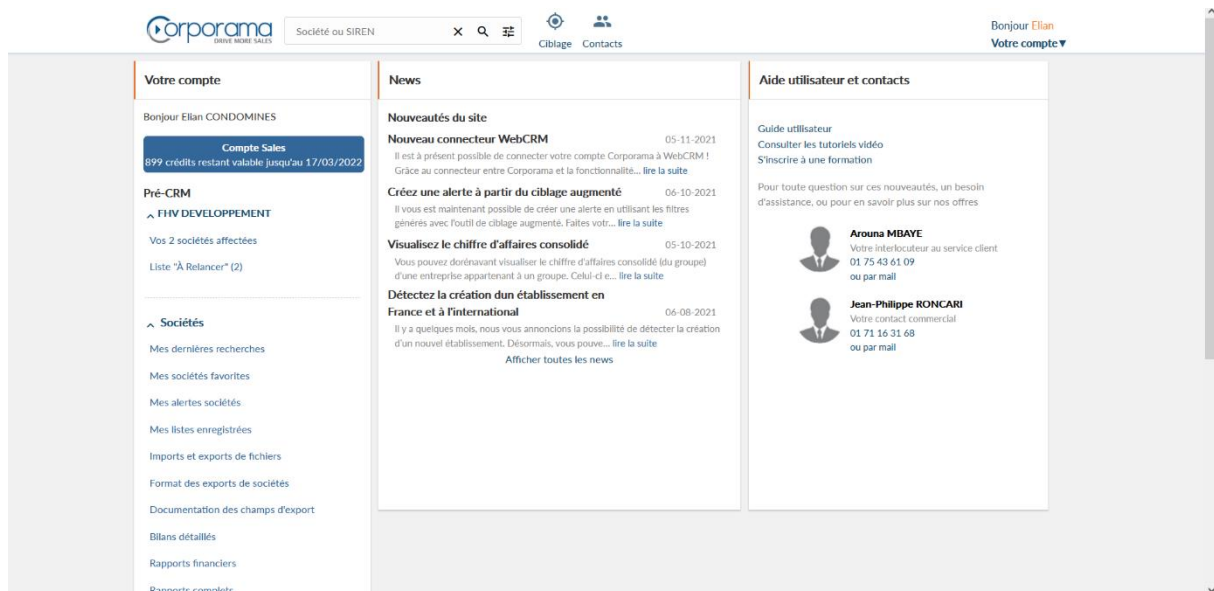 Corporama
DRIVE MORE SALES
Société ou SIREN
Ciblage Contacts
Bonjour Elian
Votre compte▼
Votre compte
Bonjour Elian CONDOMINES
Compte Sales
899 crédits restant valable jusqu'au 17/03/2022
Pré-CRM
FHV DEVELOPPEMENT
Vos 2 sociétés affectées
Liste "À Relancer" (2)
Sociétés
Mes dernières recherches
Mes sociétés favorites
Mes alertes sociétés
Mes listes enregistrées
Imports et exports de fichiers
Format des exports de sociétés
Documentation des champs d'export
Bilans détaillés
Rapports financiers
Rapports complets
News
Nouveautés du site
Nouveau connecteur WebCRM 05-11-2021
Il est à présent possible de connecter votre compte Corporama à WebCRM !
Grâce au connecteur entre Corporama et la fonctionnalité... lire la suite
Créez une alerte à partir du ciblage augmenté 06-10-2021
Il vous est maintenant possible de créer une alerte en utilisant les filtres
générés avec l'outil de ciblage augmenté. Faites votr... lire la suite
Visualisez le chiffre d'affaires consolidé 05-10-2021
Vous pouvez dorénavant visualiser le chiffre d'affaires consolidé (du groupe)
d'une entreprise appartenant à un groupe. Celui-ci e... lire la suite
Détectez la création dun établissement en
France et à l'international 06-08-2021
Il y a quelques mois, nous vous annoncions la possibilité de détecter la création
d'un nouvel établissement. Désormais, vous pouve... lire la suite
Afficher toutes les news
Aide utilisateur et contacts
Guide utilisateur
Consulter les tutoriels vidéo
S'inscrire à une formation
Pour toute question sur ces nouveautés, un besoin
d'assistance, ou pour en savoir plus sur nos offres
Arouna MBAYE
Votre interlocuteur au service client
01 75 43 61 09
ou par mail
Jean-Philippe RONCARI
Votre contact commercial
01 71 16 31 68
ou par mail